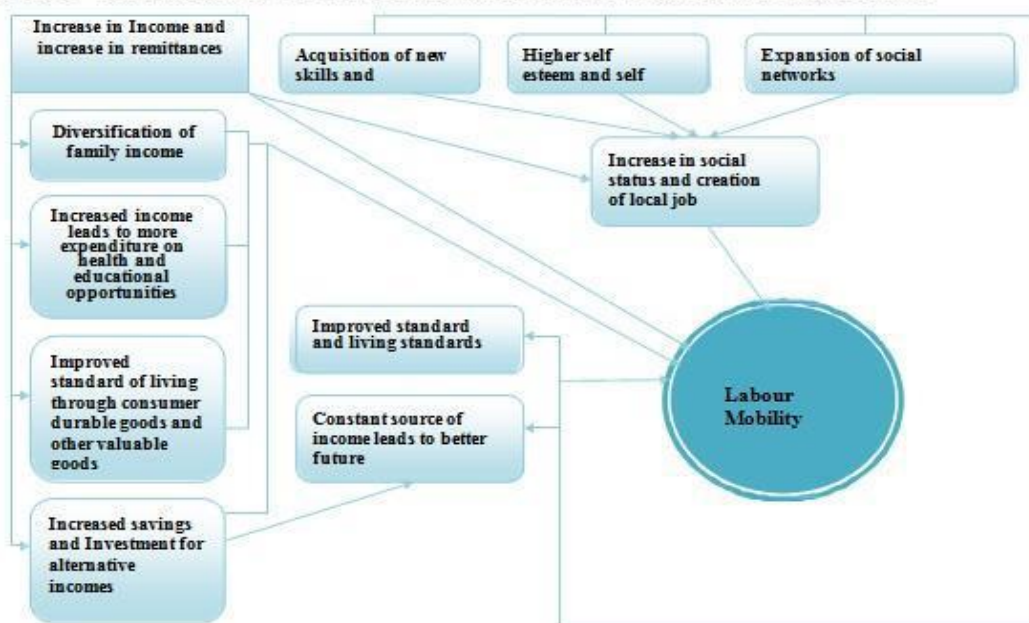 Increase in Income and
increase in remittances
Acquisition of new
skills and
Higher self
esteem and self
Expansion of social
networks
Diversification of
family income
Increase in social
status and creation
of local job
Increased income
leads to more
expenditure on
health and
educational
opportunities
Improved standard
and living standards
Improved
standard of living
through consumer
durable goods and
other valuable
goods
Labour
Mobility
Constant source of
income leads to better
future
Increased savings
and Investment for
alternative
incomes